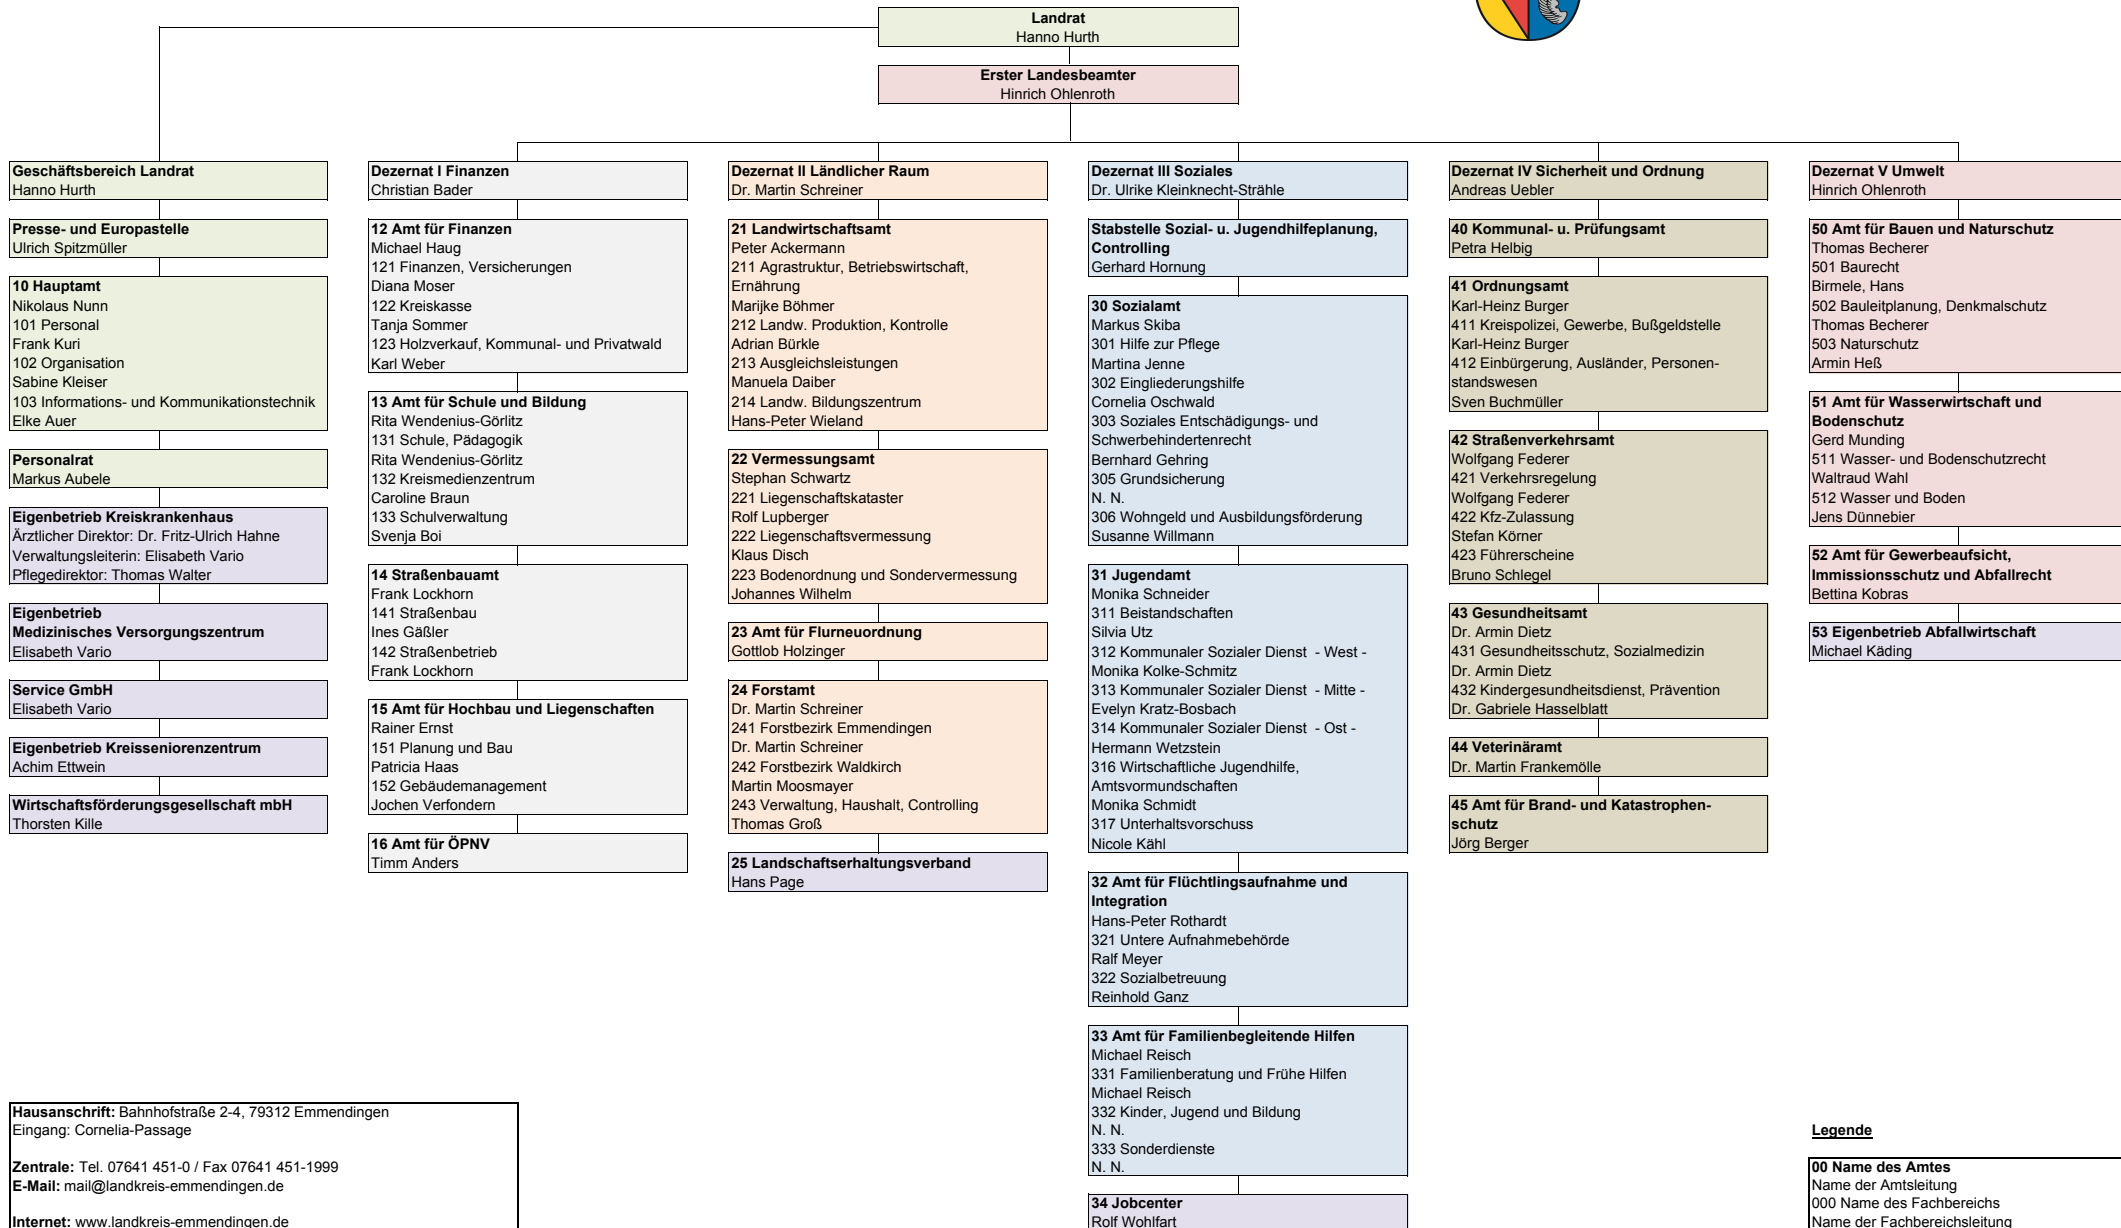 Landrat
Hanno Hurth
Erster Landesbeamter
Hinrich Ohlenroth
Geschäftsbereich Landrat
Hanno Hurth
Presse- und Europastelle
Ulrich Spitzmüller
10 Hauptamt
Nikolaus Nunn
101 Personal
Frank Kuri
102 Organisation
Sabine Kleiser
103 Informations- und Kommunikationstechnik
Elke Auer
Personalrat
Markus Aubele
Eigenbetrieb Kreiskrankenhaus
Ärztlicher Direktor: Dr. Fritz-Ulrich Hahne
Verwaltungsleiterin: Elisabeth Vario
Pflegedirektor: Thomas Walter
Eigenbetrieb
Medizinisches Versorgungszentrum
Elisabeth Vario
Service GmbH
Elisabeth Vario
Eigenbetrieb Kreisseniorenzentrum
Achim Ettwein
Wirtschaftsförderungsgesellschaft mbH
Thorsten Kille
Dezernat I Finanzen
Christian Bader
12 Amt für Finanzen
Michael Haug
121 Finanzen, Versicherungen
Diana Moser
122 Kreiskasse
Tanja Sommer
123 Holzverkauf, Kommunal- und Privatwald
Karl Weber
13 Amt für Schule und Bildung
Rita Wendenius-Görlitz
131 Schule, Pädagogik
Rita Wendenius-Görlitz
132 Kreismedienzentrum
Caroline Braun
133 Schulverwaltung
Svenja Boi
14 Straßenbauamt
Frank Lockhorn
141 Straßenbau
Ines Gäßler
142 Straßenbetrieb
Frank Lockhorn
15 Amt für Hochbau und Liegenschaften
Rainer Ernst
151 Planung und Bau
Patricia Haas
152 Gebäudemanagement
Jochen Verfondern
16 Amt für ÖPNV
Timm Anders
Dezernat II Ländlicher Raum
Dr. Martin Schreiner
21 Landwirtschaftsamt
Peter Ackermann
211 Agrastruktur, Betriebswirtschaft,
Ernährung
Marijke Böhmer
212 Landw. Produktion, Kontrolle
Adrian Bürkle
213 Ausgleichsleistungen
Manuela Daiber
214 Landw. Bildungszentrum
Hans-Peter Wieland
22 Vermessungsamt
Stephan Schwartz
221 Liegenschaftskataster
Rolf Lupberger
222 Liegenschaftsvermessung
Klaus Disch
223 Bodenordnung und Sondervermessung
Johannes Wilhelm
23 Amt für Flurneuordnung
Gottlob Holzinger
24 Forstamt
Dr. Martin Schreiner
241 Forstbezirk Emmendingen
Dr. Martin Schreiner
242 Forstbezirk Waldkirch
Martin Moosmayer
243 Verwaltung, Haushalt, Controlling
Thomas Groß
25 Landschaftserhaltungsverband
Hans Page
Dezernat III Soziales
Dr. Ulrike Kleinknecht-Strähle
Stabstelle Sozial- u. Jugendhilfeplanung,
Controlling
Gerhard Hornung
30 Sozialamt
Markus Skiba
301 Hilfe zur Pflege
Martina Jenne
302 Eingliederungshilfe
Cornelia Oschwald
303 Soziales Entschädigungs- und
Schwerbehindertenrecht
Bernhard Gehring
305 Grundsicherung
N. N.
306 Wohngeld und Ausbildungsförderung
Susanne Willmann
31 Jugendamt
Monika Schneider
311 Beistandschaften
Silvia Utz
312 Kommunaler Sozialer Dienst - West -
Monika Kolke-Schmitz
313 Kommunaler Sozialer Dienst - Mitte -
Evelyn Kratz-Bosbach
314 Kommunaler Sozialer Dienst - Ost -
Hermann Wetzstein
316 Wirtschaftliche Jugendhilfe,
Amtsvormundschaften
Monika Schmidt
317 Unterhaltsvorschuss
Nicole Kähl
32 Amt für Flüchtlingsaufnahme und
Integration
Hans-Peter Rothardt
321 Untere Aufnahmebehörde
Ralf Meyer
322 Sozialbetreuung
Reinhold Ganz
33 Amt für Familienbegleitende Hilfen
Michael Reisch
331 Familienberatung und Frühe Hilfen
Michael Reisch
332 Kinder, Jugend und Bildung
N. N.
333 Sonderdienste
N. N.
34 Jobcenter
Rolf Wohlfart
Dezernat IV Sicherheit und Ordnung
Andreas Uebler
40 Kommunal- u. Prüfungsamt
Petra Helbig
41 Ordnungsamt
Karl-Heinz Burger
411 Kreispolizei, Gewerbe, Bußgeldstelle
Karl-Heinz Burger
412 Einbürgerung, Ausländer, Personen-
standswesen
Sven Buchmüller
42 Straßenverkehrsamt
Wolfgang Federer
421 Verkehrsregelung
Wolfgang Federer
422 Kfz-Zulassung
Stefan Körner
423 Führerscheine
Bruno Schlegel
43 Gesundheitsamt
Dr. Armin Dietz
431 Gesundheitsschutz, Sozialmedizin
Dr. Armin Dietz
432 Kindergesundheitsdienst, Prävention
Dr. Gabriele Hasselblatt
44 Veterinäramt
Dr. Martin Frankemölle
45 Amt für Brand- und Katastrophen-
schutz
Jörg Berger
Dezernat V Umwelt
Hinrich Ohlenroth
50 Amt für Bauen und Naturschutz
Thomas Becherer
501 Baurecht
Birmele, Hans
502 Bauleitplanung, Denkmalschutz
Thomas Becherer
503 Naturschutz
Armin Heß
51 Amt für Wasserwirtschaft und
Bodenschutz
Gerd Munding
511 Wasser- und Bodenschutzrecht
Waltraud Wahl
512 Wasser und Boden
Jens Dünnebier
52 Amt für Gewerbeaufsicht,
Immissionsschutz und Abfallrecht
Bettina Kobras
53 Eigenbetrieb Abfallwirtschaft
Michael Käding
Hausanschrift: Bahnhofstraße 2-4, 79312 Emmendingen
Eingang: Cornelia-Passage
Zentrale: Tel. 07641 451-0 / Fax 07641 451-1999
E-Mail: mail@landkreis-emmendingen.de
Internet: www.landkreis-emmendingen.de
Legende
00 Name des Amtes
Name der Amtsleitung
000 Name des Fachbereichs
Name der Fachbereichsleitung